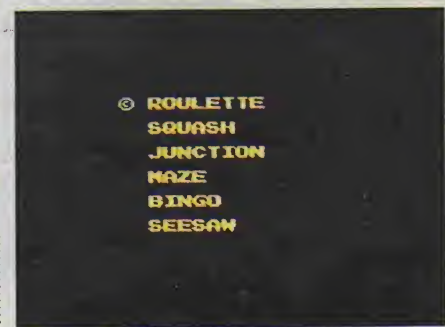 © ROULETTE
SQUASH
JUNCTION
MAZE
BINGO
SEESAW